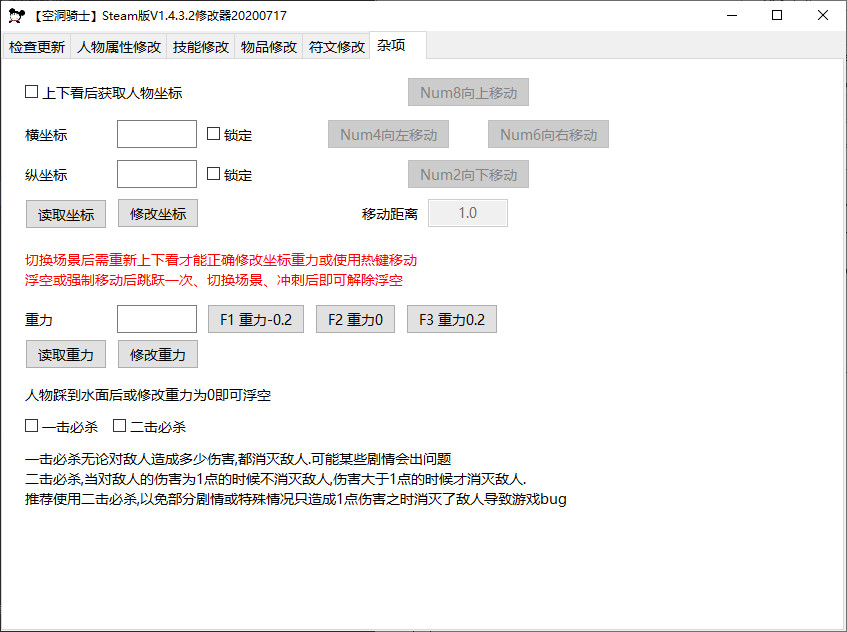 【空洞骑士】Steam版V1.4.3.2修改器20200717
检查更新 人物属性修改 技能修改 物品修改 符文修改 杂项
上下看后获取人物坐标 Num8向上移动
横坐标 锁定 Num4向左移动 Num6向右移动
纵坐标 锁定 Num2向下移动
读取坐标 修改坐标 移动距离 1.0
切换场景后需重新上下看才能正确修改坐标重力或使用热键移动
浮空或强制移动后跳跃一次、切换场景、冲刺后即可解除浮空
重力 F1 重力-0.2 F2 重力0 F3 重力0.2
读取重力 修改重力
人物踩到水面后或修改重力为0即可浮空
一击必杀 二击必杀
一击必杀无论对敌人造成多少伤害,都消灭敌人.可能某些剧情会出问题
二击必杀,当对敌人的伤害为1点的时候不消灭敌人,伤害大于1点的时候才消灭敌人.
推荐使用二击必杀,以免部分剧情或特殊情况只造成1点伤害之时消灭了敌人导致游戏bug